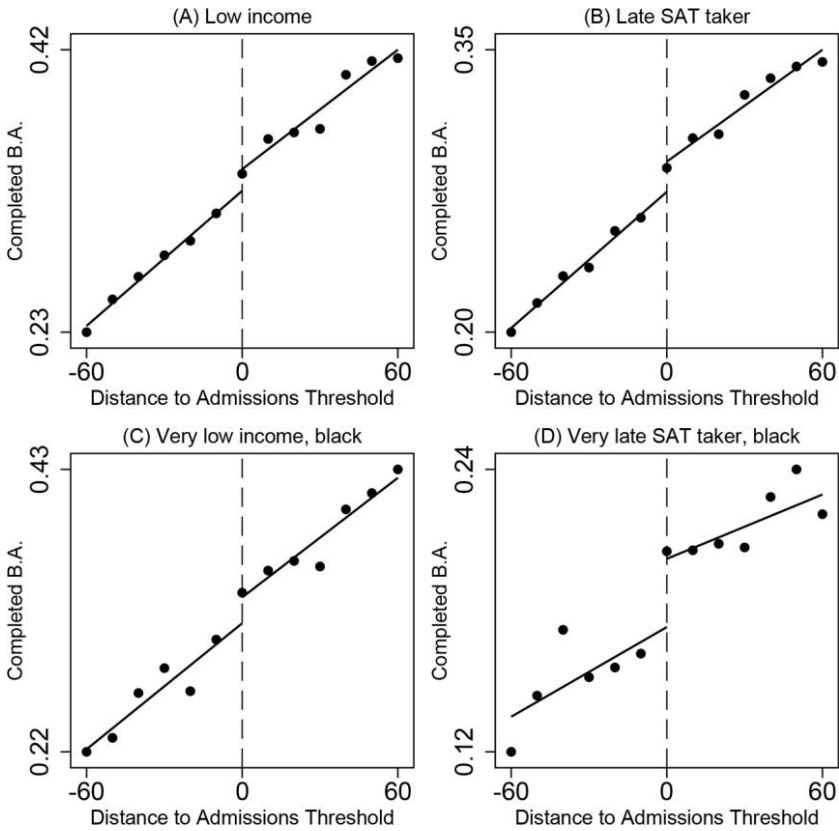 (A) Low income
0.42
Completed B.A.
0.23
-60 0 60
Distance to Admissions Threshold
(B) Late SAT taker
0.35
Completed B.A.
0.20
-60 0 60
Distance to Admissions Threshold
(C) Very low income, black
0.43
Completed B.A.
0.22
-60 0 60
Distance to Admissions Threshold
(D) Very late SAT taker, black
0.24
Completed B.A.
0.12
-60 0 60
Distance to Admissions Threshold